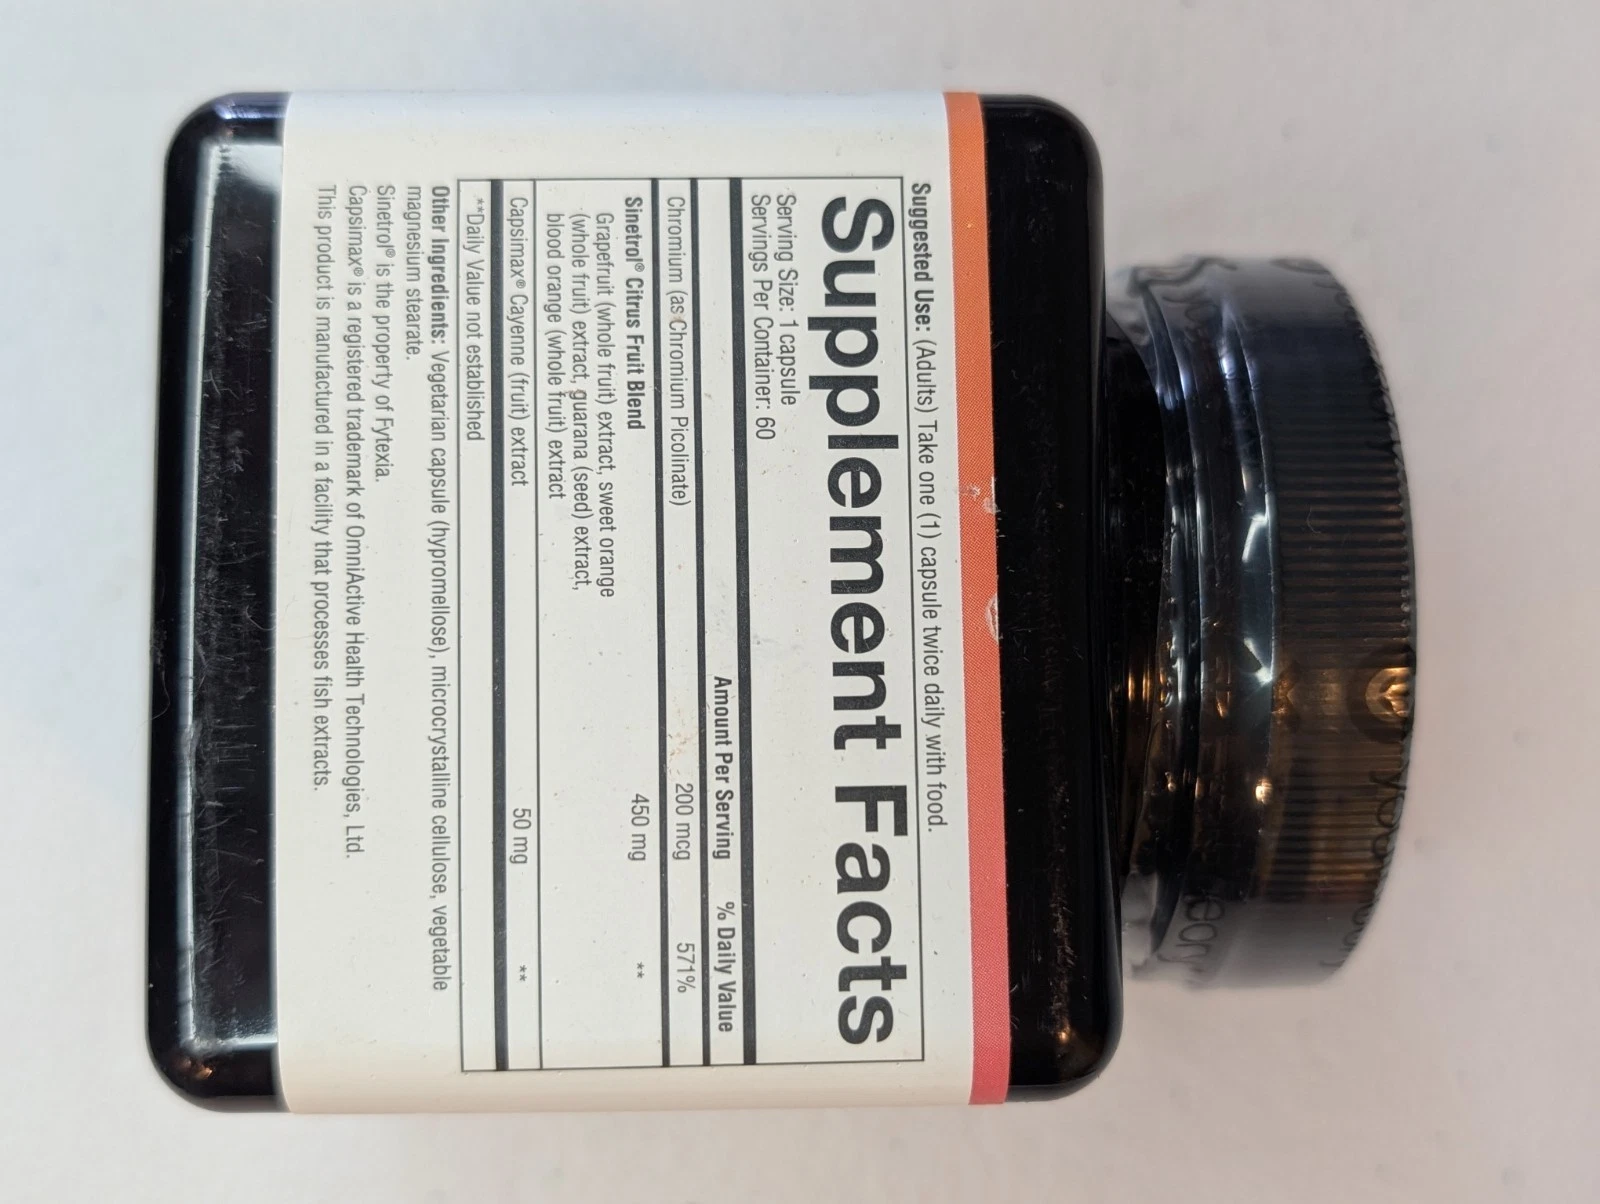 Suggested Use: (Adults) Take one (1) capsule twice daily with food.
Supplement Facts
Serving Size: 1 capsule
Servings Per Container: 60
Amount Per Serving % Daily Value
Chromium (as Chromium Picolinate) 200 mcg 571%
Sinetrol® Citrus Fruit Blend 450 mg **
Grapefruit (whole fruit) extract, sweet orange
(whole fruit) extract, guarana (seed) extract,
blood orange (whole fruit) extract
Capsimax® Cayenne (fruit) extract 50 mg **
**Daily Value not established
Other Ingredients: Vegetarian capsule (hypromellose), microcrystalline cellulose, vegetable
magnesium stearate.
Sinetrol® is the property of Fytexia.
Capsimax® is a registered trademark of OmniActive Health Technologies, Ltd.
This product is manufactured in a facility that processes fish extracts.